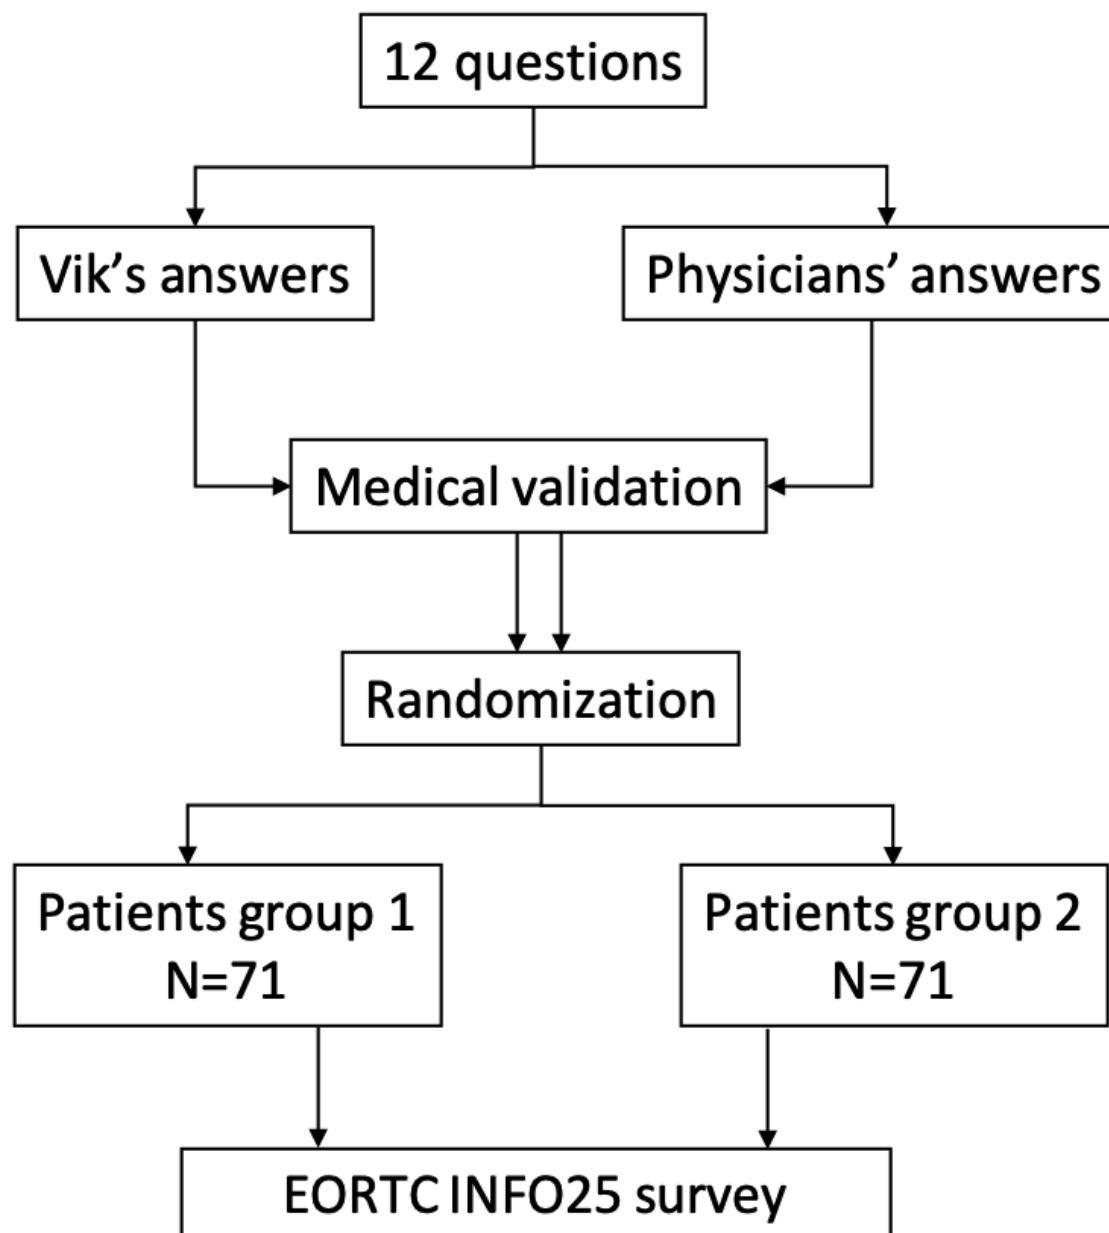 12 questions
Vik’s answers
Physicians’ answers
Medical validation
Randomization
Patients group 1
N=71
Patients group 2
N=71
EORTC INFO25 survey